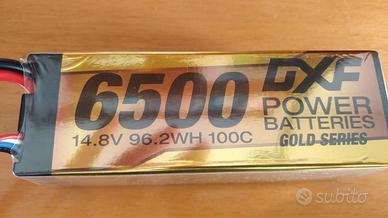 6500
DXF
POWER
BATTERIES
14.8V 96.2WH 100C
GOLD SERIES
subito